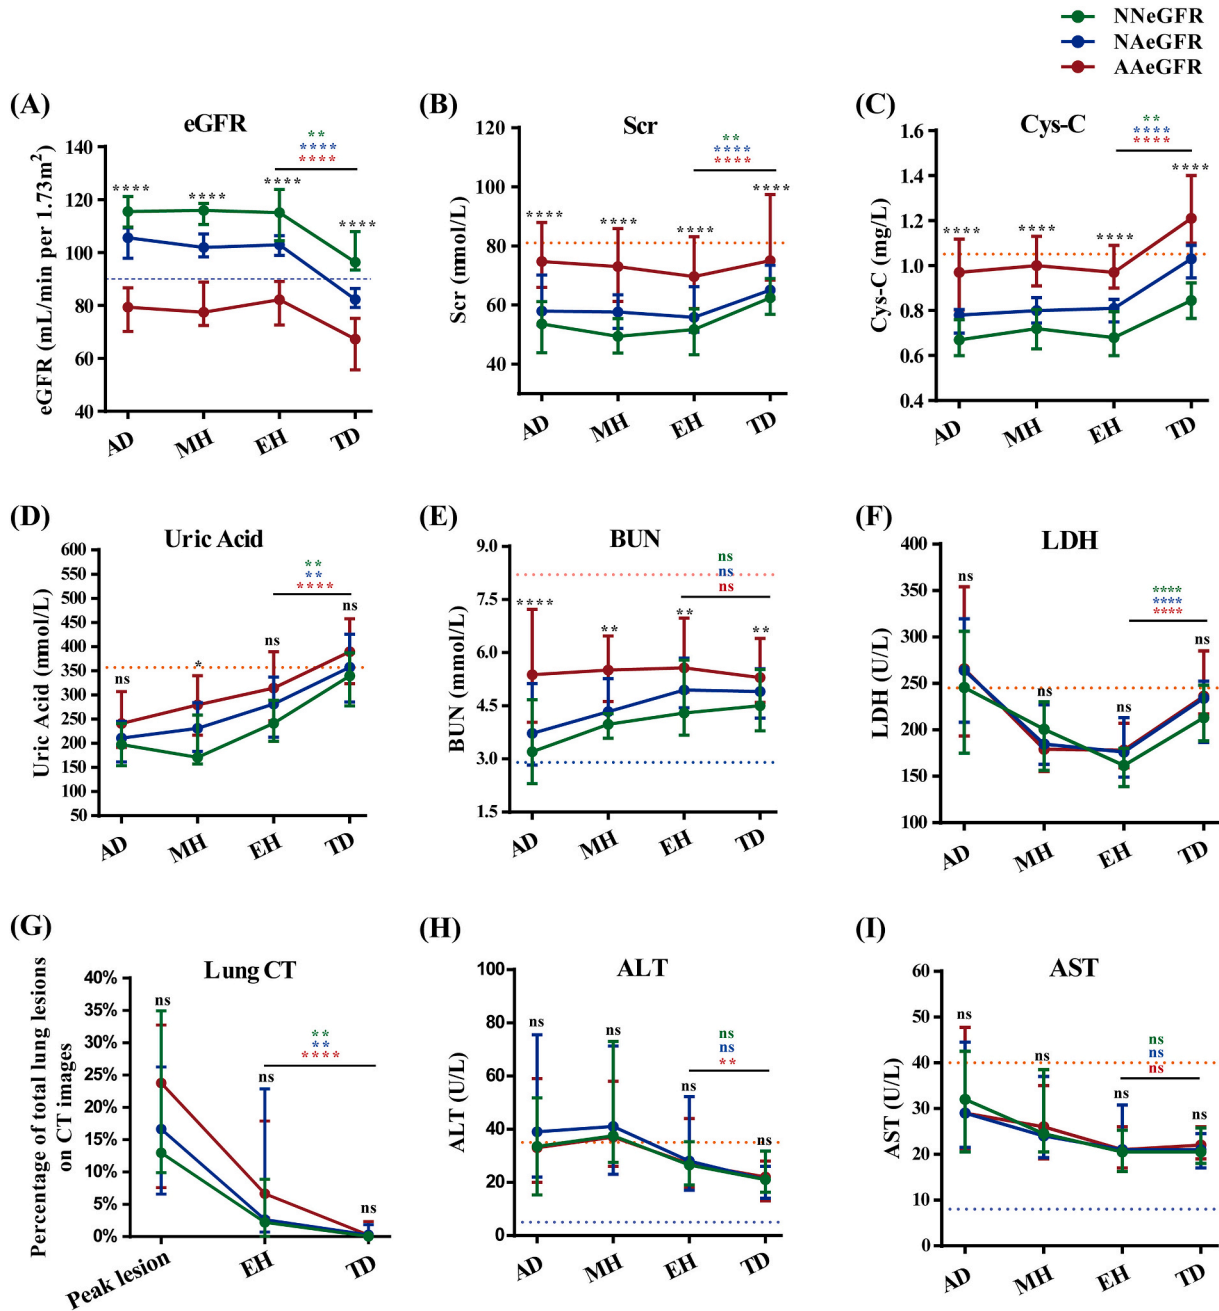 NNeGFR
NAeGFR
AAeGFR
(A)
eGFR
eGFR (mL/min per 1.73m²)
140
120
100
80
60
40
**
****
****
****
****
****
****
AD
MH
EH
TD
(B)
Scr
Scr (mmol/L)
120
100
80
60
40
**
****
****
****
****
****
****
AD
MH
EH
TD
(C)
Cys-C
Cys-C (mg/L)
1.6
1.4
1.2
1.0
0.8
0.6
0.4
**
****
****
****
****
****
****
AD
MH
EH
TD
(D)
Uric Acid
Uric Acid (mmol/L)
600
550
500
450
400
350
300
250
200
150
100
50
**
**
****
ns
*
ns
ns
AD
MH
EH
TD
(E)
BUN
BUN (mmol/L)
9.0
7.5
6.0
4.5
3.0
1.5
ns
ns
ns
****
**
**
**
AD
MH
EH
TD
(F)
LDH
LDH (U/L)
400
350
300
250
200
150
100
****
****
****
ns
ns
ns
ns
AD
MH
EH
TD
(G)
Lung CT
Percentage of total lung lesions
on CT images
40%
35%
30%
25%
20%
15%
10%
5%
0%
**
**
****
ns
ns
ns
Peak lesion
EH
TD
(H)
ALT
ALT (U/L)
100
80
60
40
20
0
ns
ns
**
ns
ns
ns
ns
AD
MH
EH
TD
(I)
AST
AST (U/L)
60
50
40
30
20
10
0
ns
ns
ns
ns
ns
ns
ns
AD
MH
EH
TD